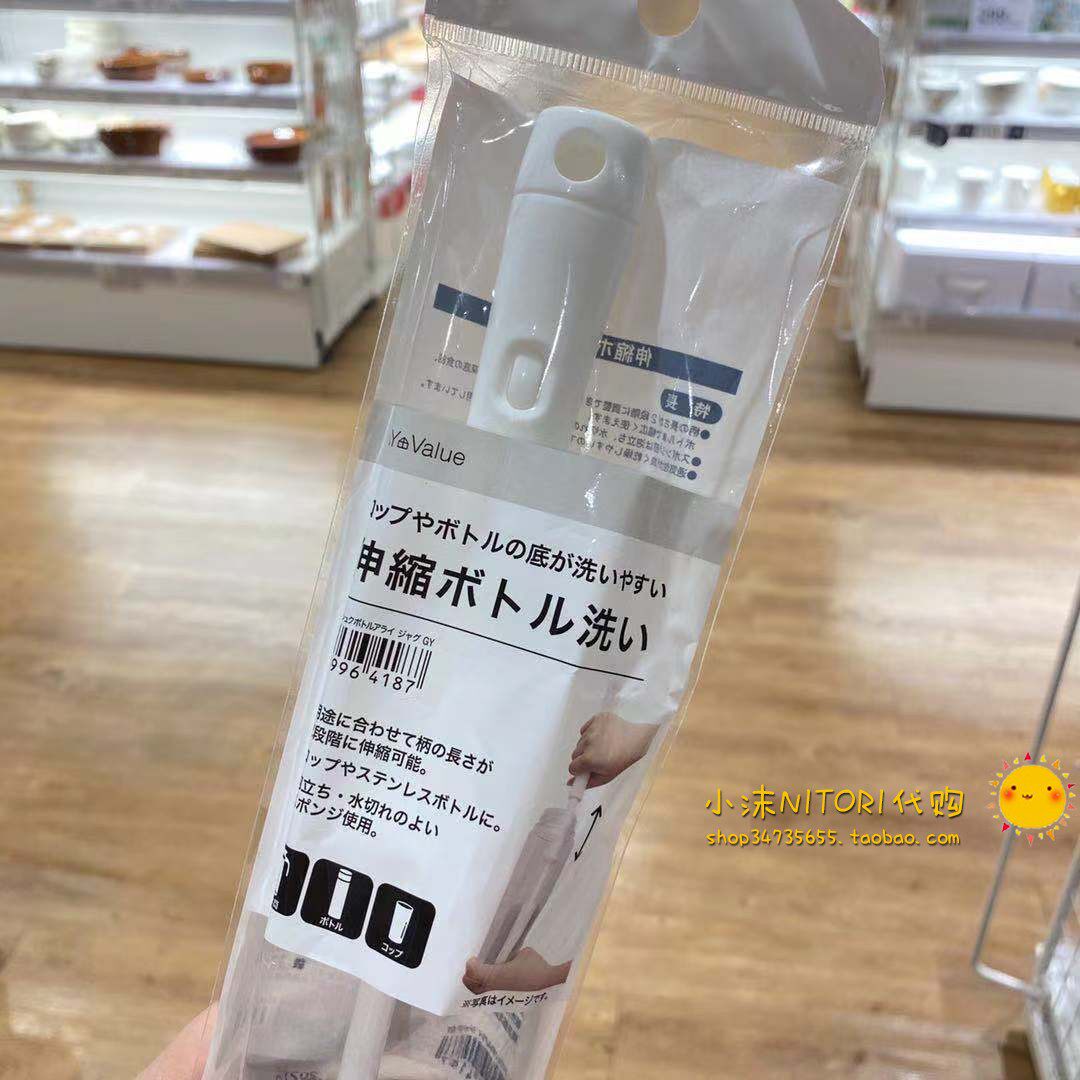 伸縮ボ
特長
Y Value
ップやボトルの底が洗いやすい
伸縮ボトル洗い
シュクボトルアライ ジャグ GY
996 4187
用途に合わせて柄の長さが
段階に伸縮可能。
コップやステンレスボトルに。
泡立ち・水切れのよい
スポンジ使用。
ボトル
コップ
※写真はイメージです。
小沫NITORI代购
shop34735655.taobao.com